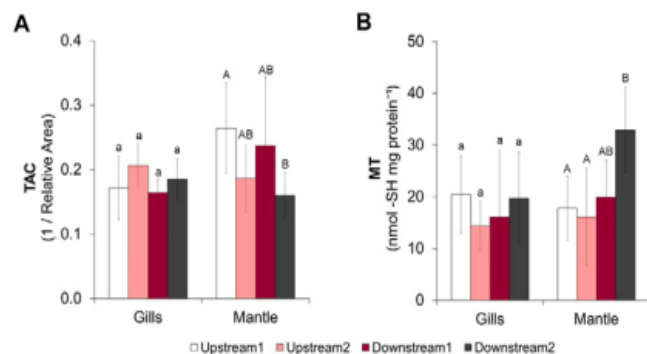 A
TAC
(1 / Relative Area)
0.4
0.3
0.2
0.1
0.0
a
a
a
a
A
AB
AB
B
Gills
Mantle
B
MT
(nmol -SH mg protein⁻¹)
50
40
30
20
10
0
a
a
a
a
A
A
AB
B
Gills
Mantle
Upstream1 Upstream2 Downstream1 Downstream2